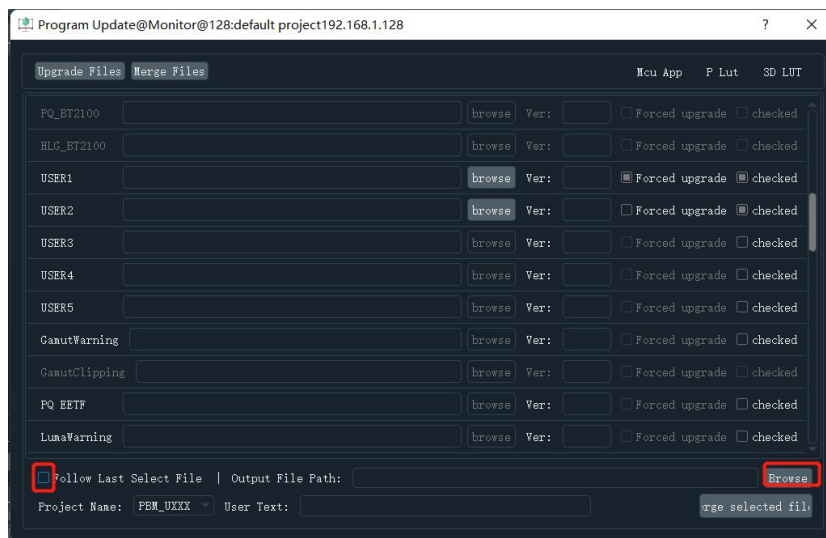 Program Update@Monitor@128:default project192.168.1.128 ? ×
Upgrade Files Merge Files Mcu App P Lut 3D LUT
PQ_BT2100 browse Ver: Forced upgrade checked
HLG_BT2100 browse Ver: Forced upgrade checked
USER1 browse Ver: Forced upgrade checked
USER2 browse Ver: Forced upgrade checked
USER3 browse Ver: Forced upgrade checked
USER4 browse Ver: Forced upgrade checked
USER5 browse Ver: Forced upgrade checked
GamutWarning browse Ver: Forced upgrade checked
GamutClipping browse Ver: Forced upgrade checked
PQ EETF browse Ver: Forced upgrade checked
LumaWarning browse Ver: Forced upgrade checked
Follow Last Select File | Output File Path: Browse
Project Name: PBM_UXXX User Text: rge selected fil